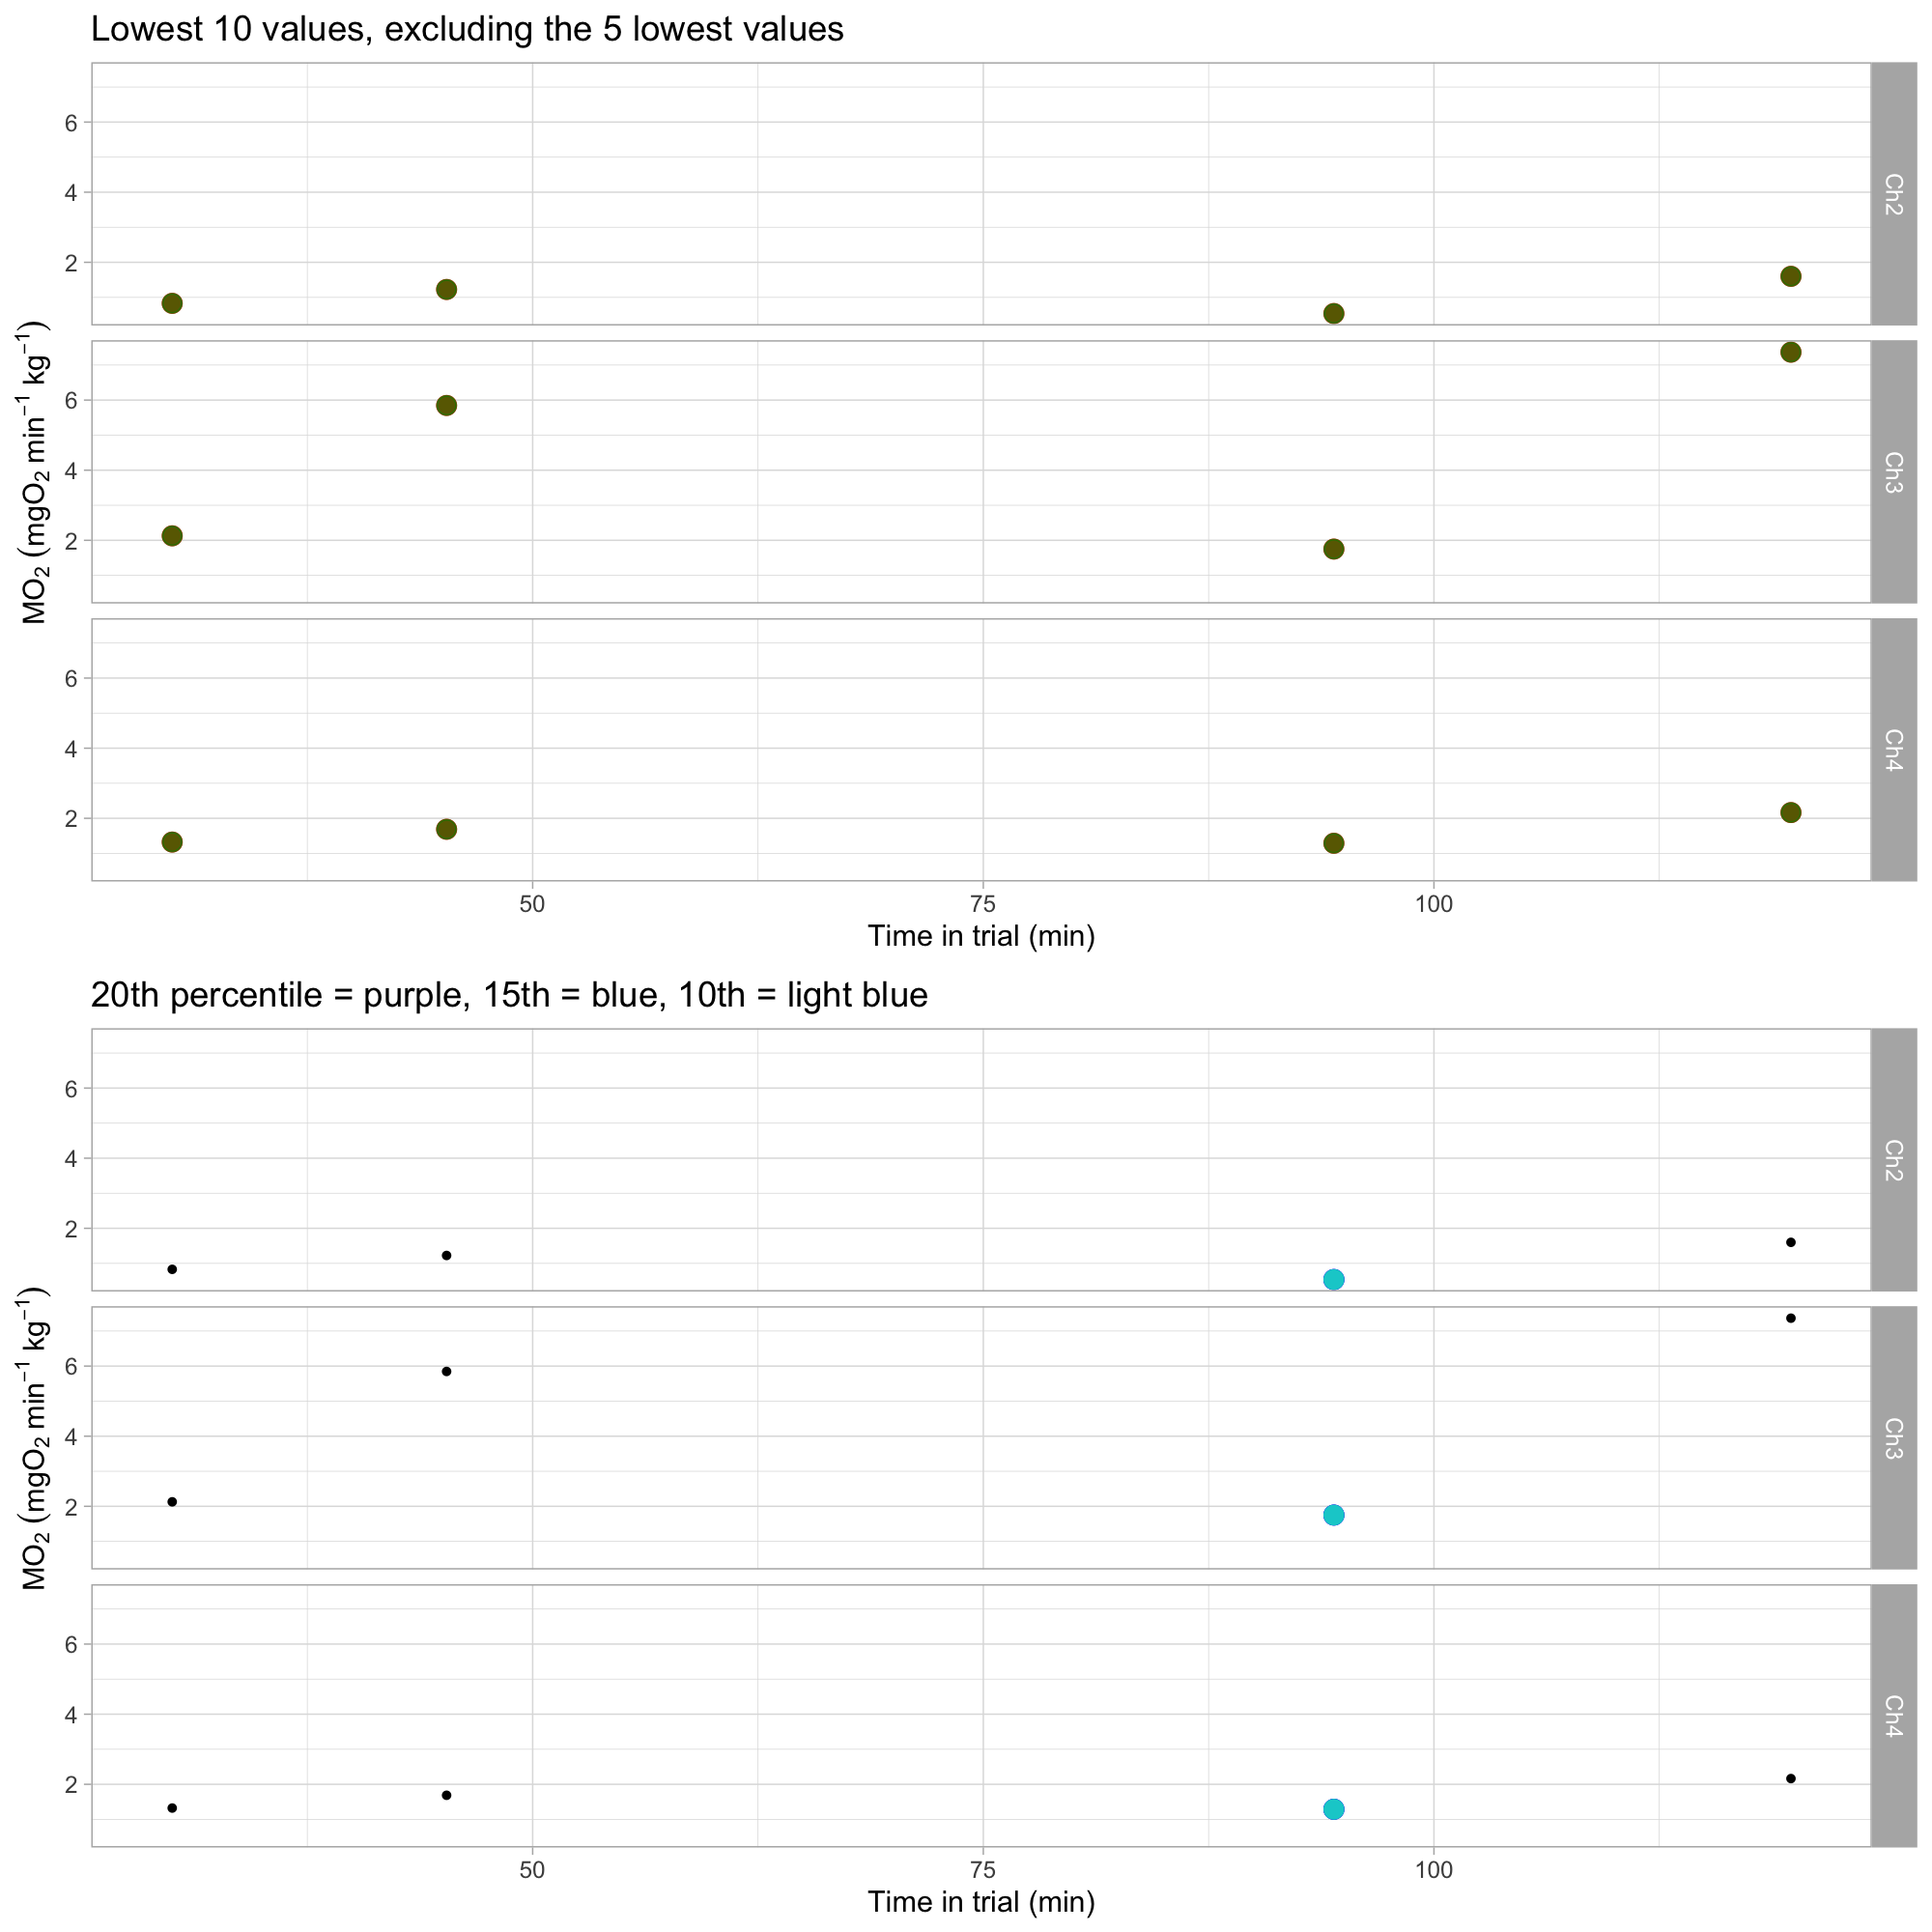 Lowest 10 values, excluding the 5 lowest values
6
4
2
Ch2
6
4
2
Ch3
6
4
2
Ch4
MO₂ (mgO₂ min⁻¹ kg⁻¹)
50 75 100
Time in trial (min)
20th percentile = purple, 15th = blue, 10th = light blue
6
4
2
Ch2
6
4
2
Ch3
6
4
2
Ch4
MO₂ (mgO₂ min⁻¹ kg⁻¹)
50 75 100
Time in trial (min)